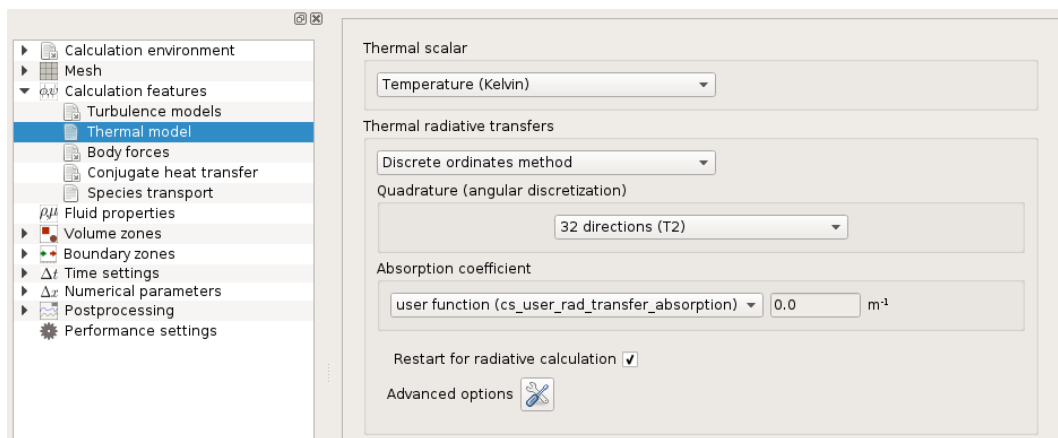 Calculation environment
Mesh
φ,ψ Calculation features
Turbulence models
Thermal model
Body forces
Conjugate heat transfer
Species transport
ρ,μ Fluid properties
Volume zones
Boundary zones
Δt Time settings
Δx Numerical parameters
Postprocessing
Performance settings
Thermal scalar
Temperature (Kelvin)
Thermal radiative transfers
Discrete ordinates method
Quadrature (angular discretization)
32 directions (T2)
Absorption coefficient
user function (cs_user_rad_transfer_absorption) 0.0 m⁻¹
Restart for radiative calculation
Advanced options